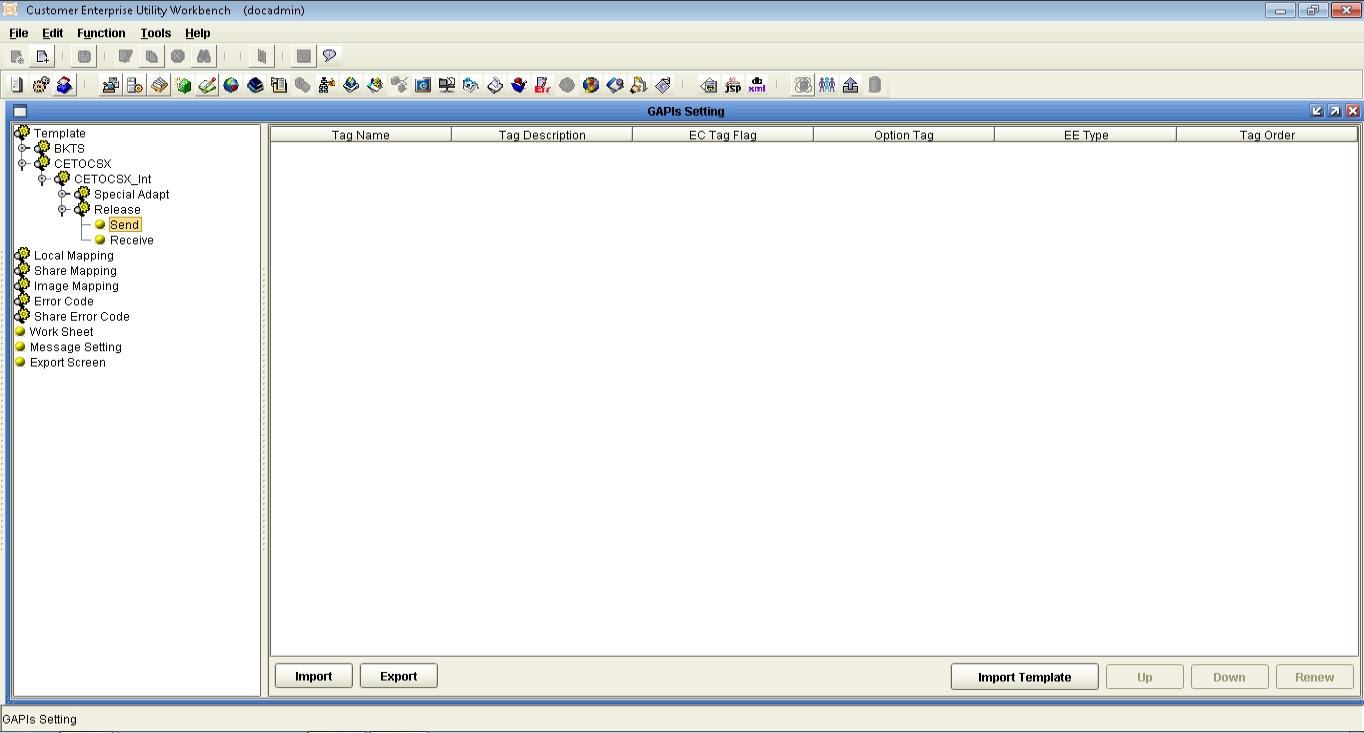 Customer Enterprise Utility Workbench (docadmin)
File Edit Function Tools Help
Err
jsp
db
xml
GAPIs Setting
Tag Name Tag Description EC Tag Flag Option Tag EE Type Tag Order
Template
BKTS
CETOCSX
CETOCSX_Int
Special Adapt
Release
Send
Receive
Local Mapping
Share Mapping
Image Mapping
Error Code
Share Error Code
Work Sheet
Message Setting
Export Screen
Import Export Import Template Up Down Renew
GAPIs Setting